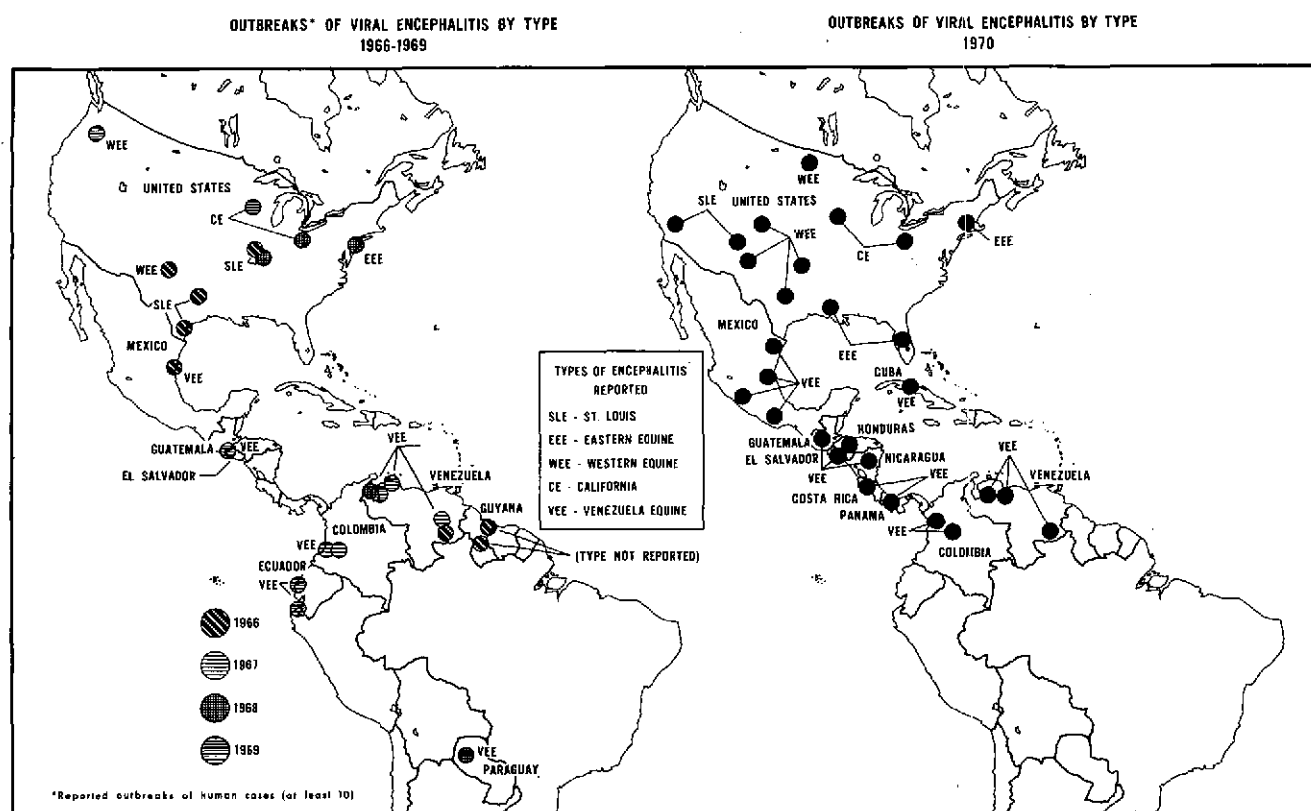 OUTBREAKS* OF VIRAL ENCEPHALITIS BY TYPE
1966-1969
WEE
UNITED STATES
CE
SLE
EEE
WEE
SLE
MEXICO
VEE
GUATEMALA
VEE
EL SALVADOR
VEE
VENEZUELA
GUYANA
COLOMBIA
VEE
(TYPE NOT REPORTED)
ECUADOR
VEE
1966
1967
1968
1969
VEE
PARAGUAY
*Reported outbreaks of human cases (at least 10)
TYPES OF ENCEPHALITIS
REPORTED
SLE - ST. LOUIS
EEE - EASTERN EQUINE
WEE - WESTERN EQUINE
CE - CALIFORNIA
VEE - VENEZUELA EQUINE
OUTBREAKS OF VIRAL ENCEPHALITIS BY TYPE
1970
WEE
SLE
UNITED STATES
WEE
CE
EEE
MEXICO
EEE
VEE
CUBA
VEE
HONDURAS
GUATEMALA
EL SALVADOR
NICARAGUA
VEE
VEE
VEE
VENEZUELA
COSTA RICA
PANAMA
VEE
COLOMBIA